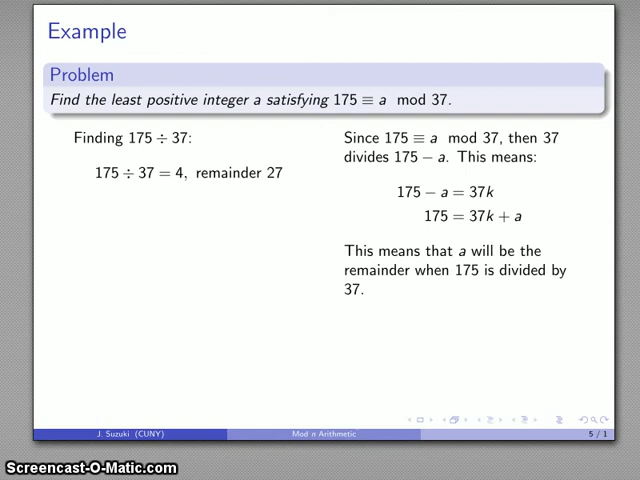 Example
Problem
Find the least positive integer a satisfying 175 ≡ a mod 37.
Finding 175 ÷ 37:
175 ÷ 37 = 4, remainder 27
Since 175 ≡ a mod 37, then 37
divides 175 − a. This means:
175 − a = 37k
175 = 37k + a
This means that a will be the
remainder when 175 is divided by
37.
J. Suzuki (CUNY)
Mod n Arithmetic
5 / 1
Screencast-O-Matic.com